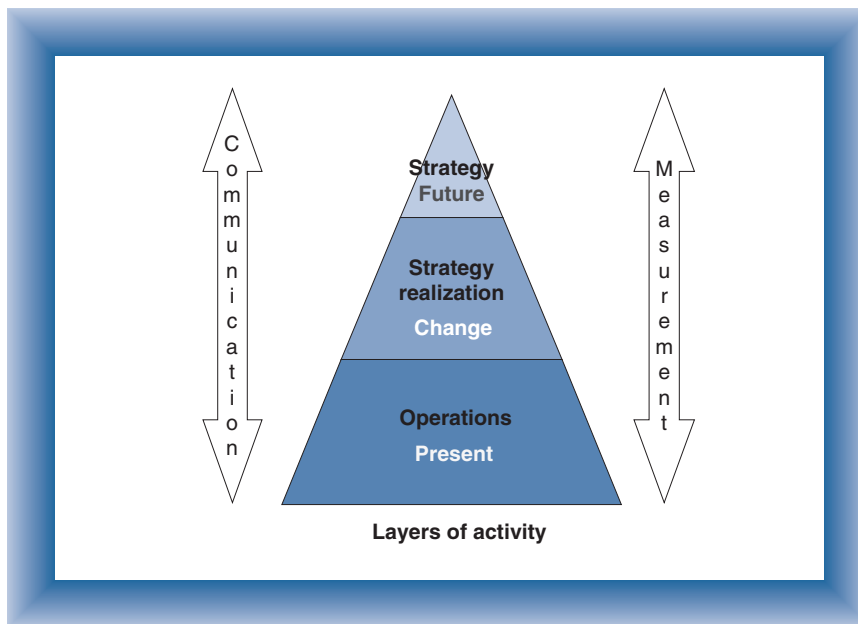 Communication
Strategy
Future
Strategy
realization
Change
Operations
Present
Measurement
Layers of activity